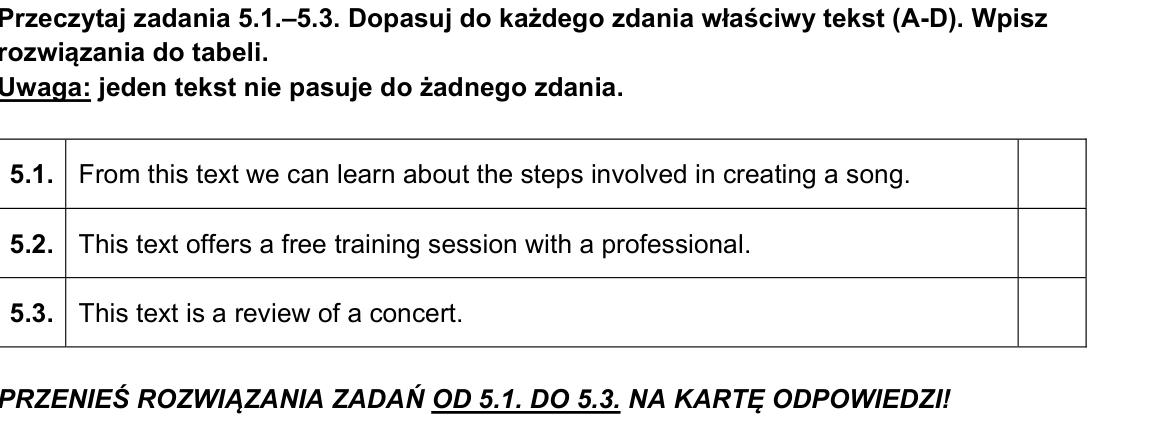 Przeczytaj zadania 5.1.–5.3. Dopasuj do każdego zdania właściwy tekst (A-D). Wpisz
rozwiązania do tabeli.
Uwaga: jeden tekst nie pasuje do żadnego zdania.
5.1. From this text we can learn about the steps involved in creating a song.
5.2. This text offers a free training session with a professional.
5.3. This text is a review of a concert.
PRZENIEŚ ROZWIĄZANIA ZADAŃ OD 5.1. DO 5.3. NA KARTĘ ODPOWIEDZI!